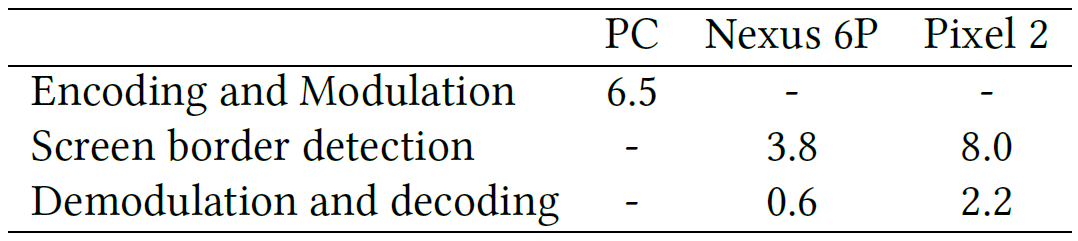 PC Nexus 6P Pixel 2
Encoding and Modulation 6.5 - -
Screen border detection - 3.8 8.0
Demodulation and decoding - 0.6 2.2